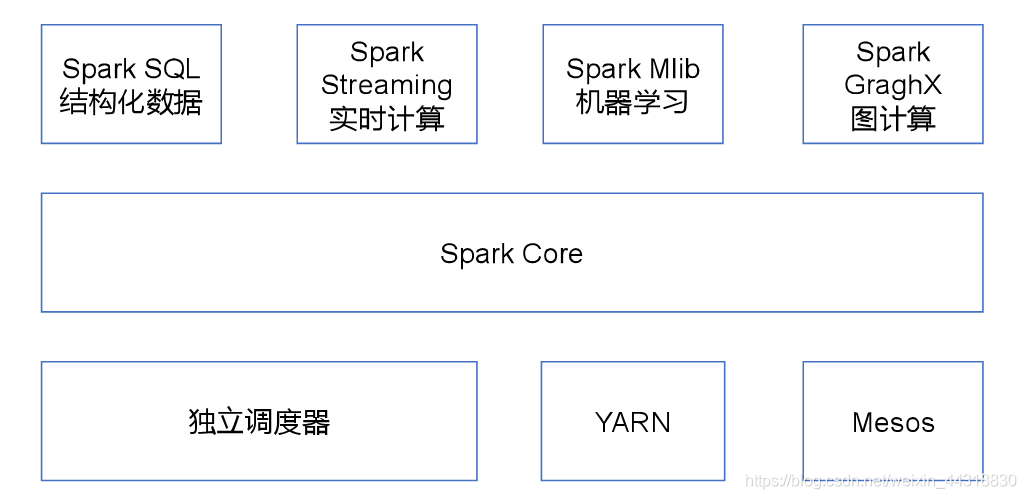 Spark SQL
结构化数据
Spark
Streaming
实时计算
Spark Mlib
机器学习
Spark
GraghX
图计算
Spark Core
独立调度器
YARN
Mesos
https://blog.csdn.net/weixin_44318830